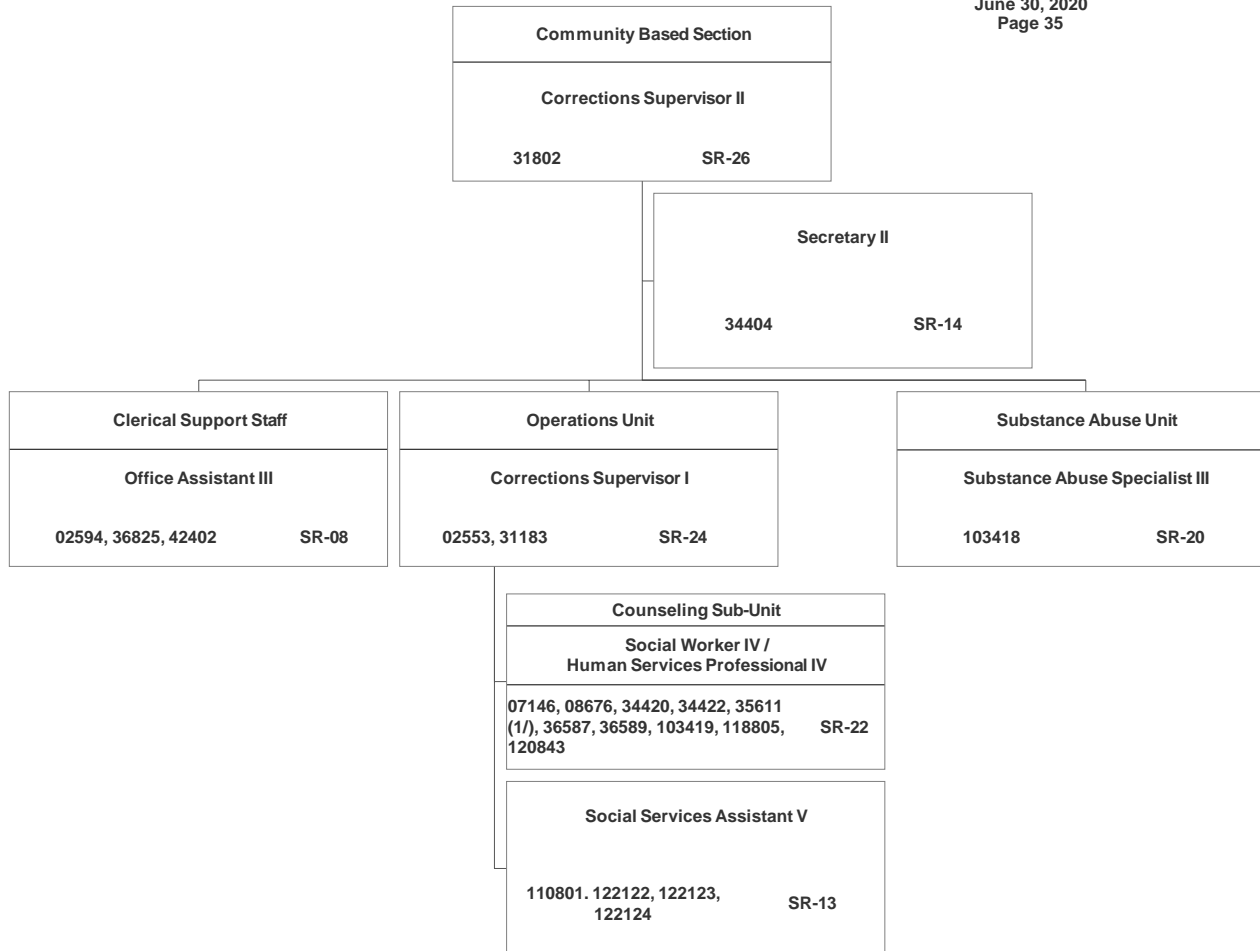 June 30, 2020
Page 35
Community Based Section
Corrections Supervisor II
31802 SR-26
Secretary II
34404 SR-14
Clerical Support Staff
Office Assistant III
02594, 36825, 42402 SR-08
Operations Unit
Corrections Supervisor I
02553, 31183 SR-24
Substance Abuse Unit
Substance Abuse Specialist III
103418 SR-20
Counseling Sub-Unit
Social Worker IV /
Human Services Professional IV
07146, 08676, 34420, 34422, 35611
(1/), 36587, 36589, 103419, 118805, SR-22
120843
Social Services Assistant V
110801. 122122, 122123,
122124 SR-13